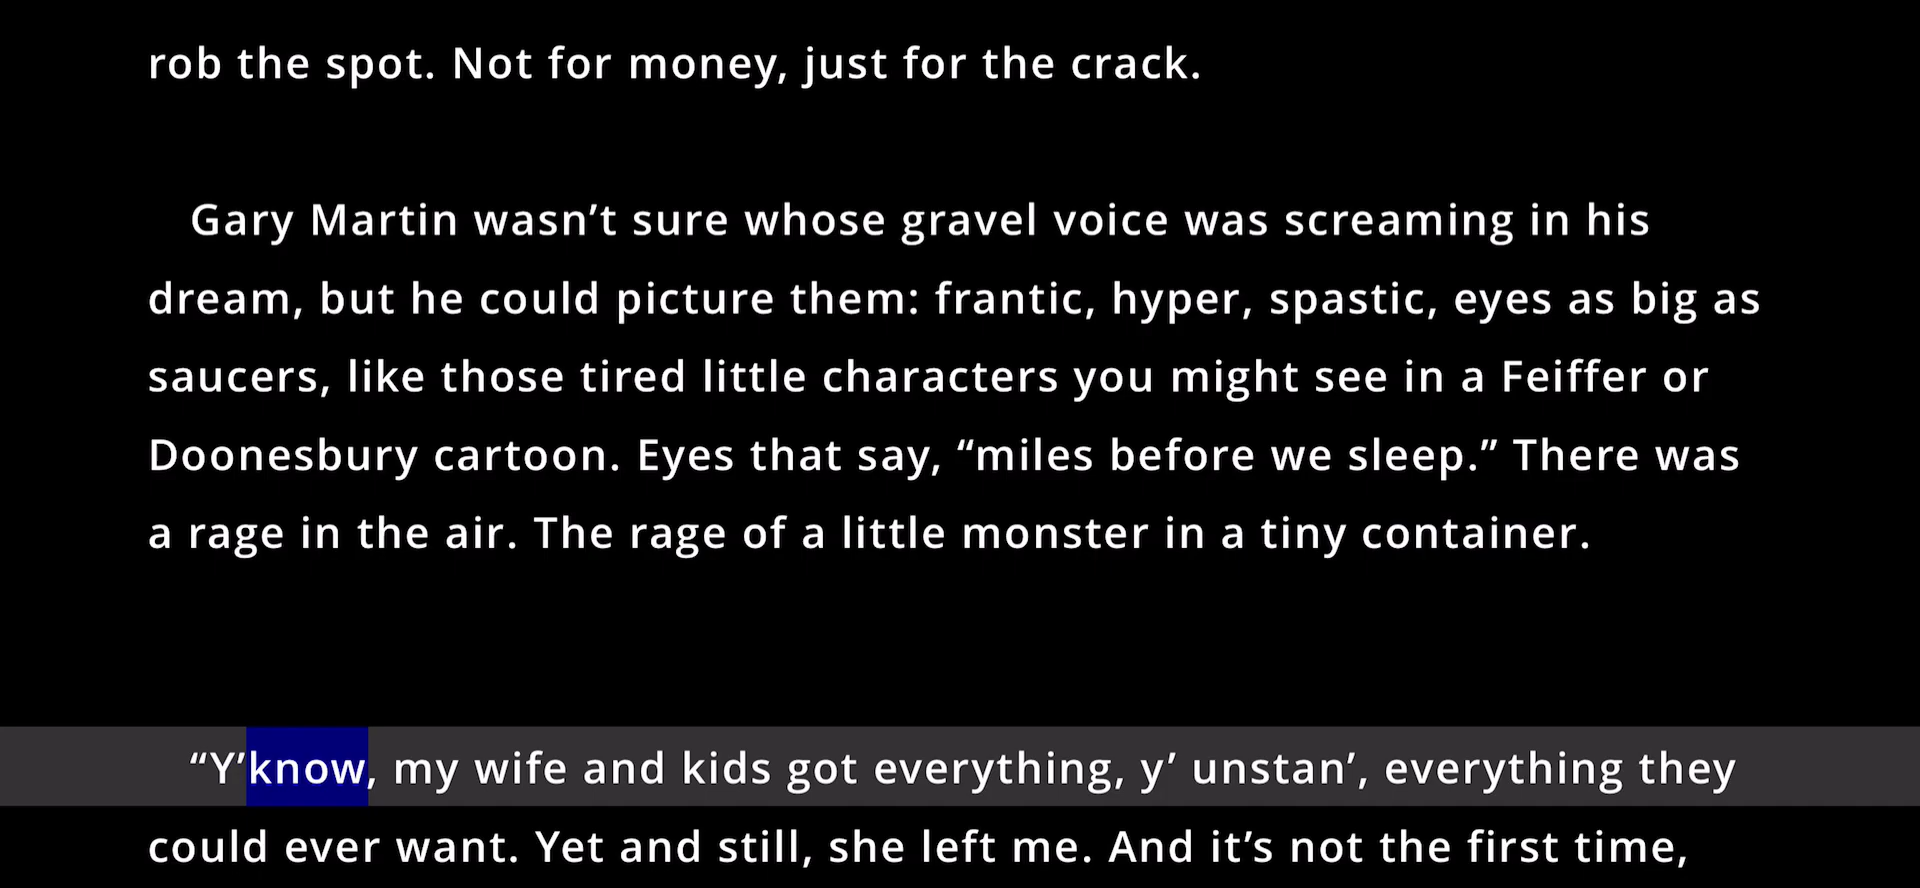 rob the spot. Not for money, just for the crack.
Gary Martin wasn’t sure whose gravel voice was screaming in his
dream, but he could picture them: frantic, hyper, spastic, eyes as big as
saucers, like those tired little characters you might see in a Feiffer or
Doonesbury cartoon. Eyes that say, “miles before we sleep.” There was
a rage in the air. The rage of a little monster in a tiny container.
“Y’know, my wife and kids got everything, y’ unstan’, everything they
could ever want. Yet and still, she left me. And it’s not the first time,